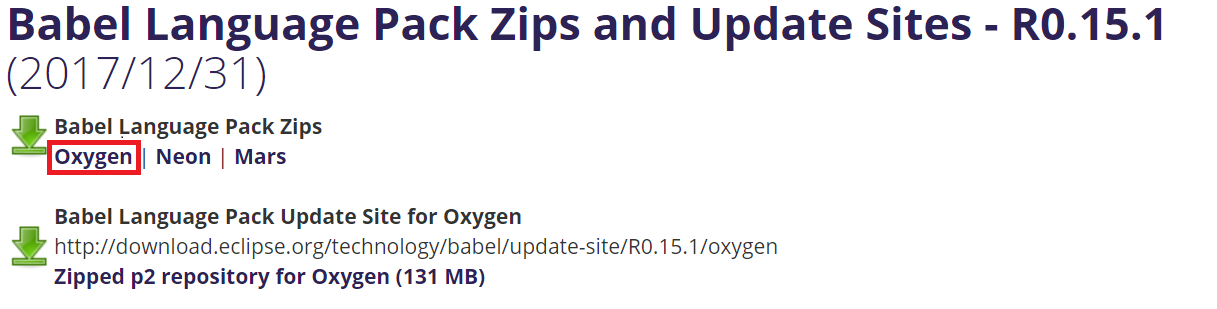 Babel Language Pack Zips and Update Sites - R0.15.1
(2017/12/31)
Babel Language Pack Zips
Oxygen | Neon | Mars
Babel Language Pack Update Site for Oxygen
http://download.eclipse.org/technology/babel/update-site/R0.15.1/oxygen
Zipped p2 repository for Oxygen (131 MB)